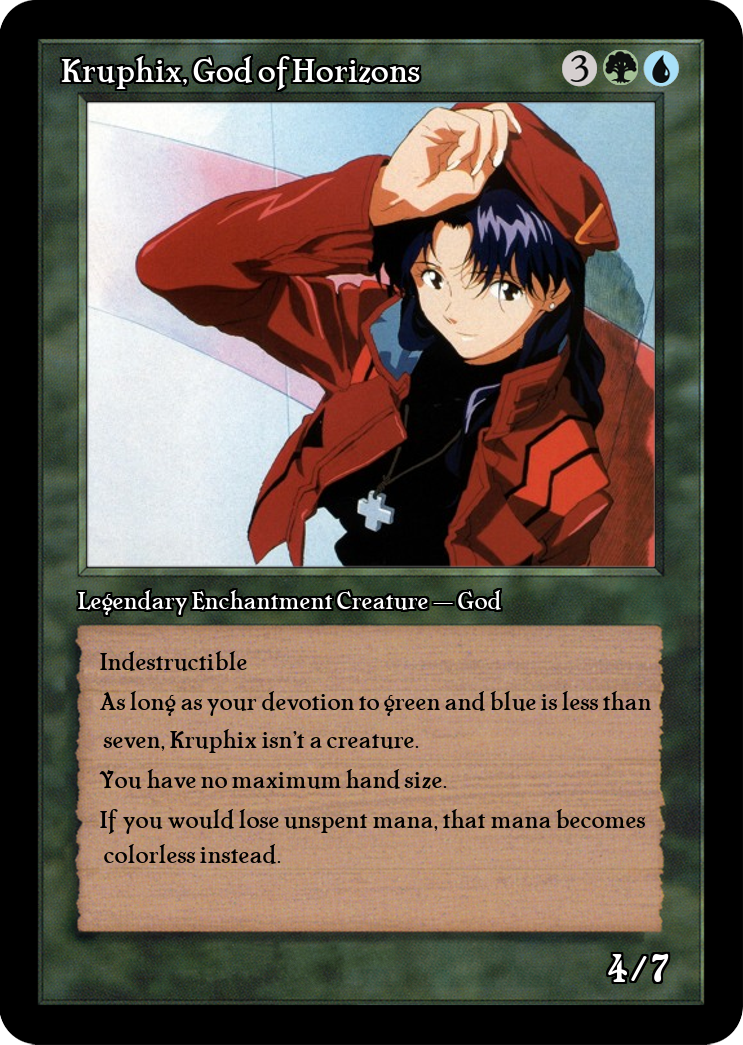 Kruphix, God of Horizons 3
Legendary Enchantment Creature — God
Indestructible
As long as your devotion to green and blue is less than
seven, Kruphix isn't a creature.
You have no maximum hand size.
If you would lose unspent mana, that mana becomes
colorless instead.
4/7